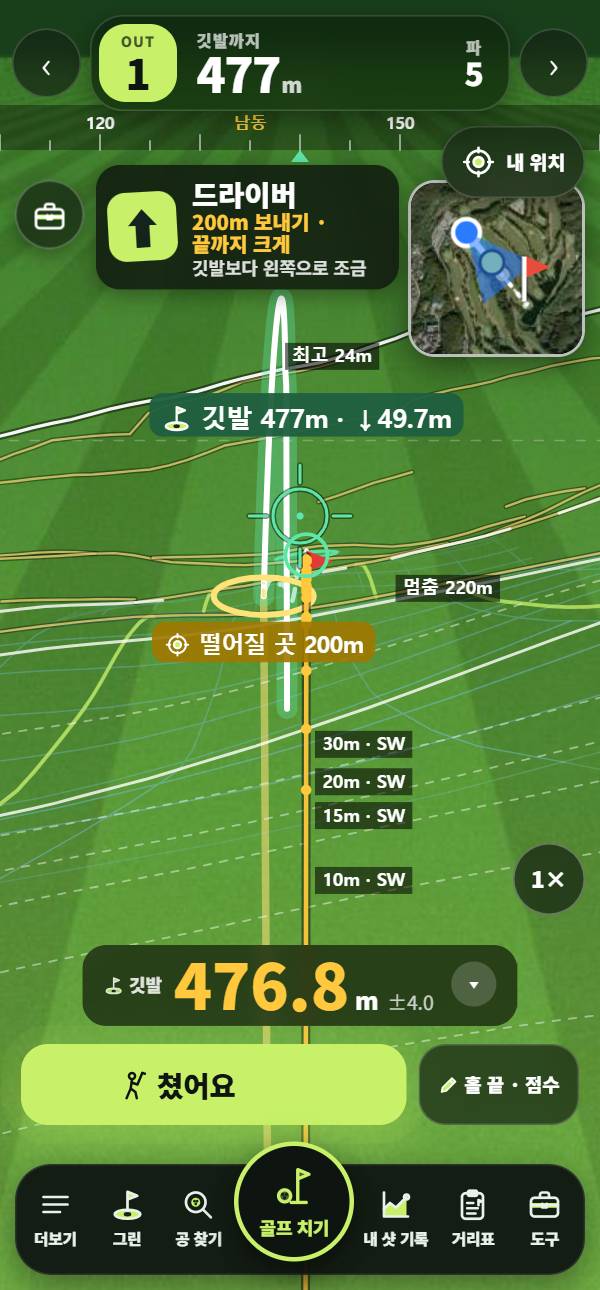 OUT
1
깃발까지
477m
파
5
120
남동
150
내 위치
드라이버
200m 보내기 ·
끝까지 크게
깃발보다 왼쪽으로 조금
최고 24m
깃발 477m · ↓49.7m
멈춤 220m
떨어질 곳 200m
30m · SW
20m · SW
15m · SW
10m · SW
1×
깃발 476.8 m ±4.0
쳤어요
홀 끝 · 점수
더보기
그린
공 찾기
골프 치기
내 샷 기록
거리표
도구